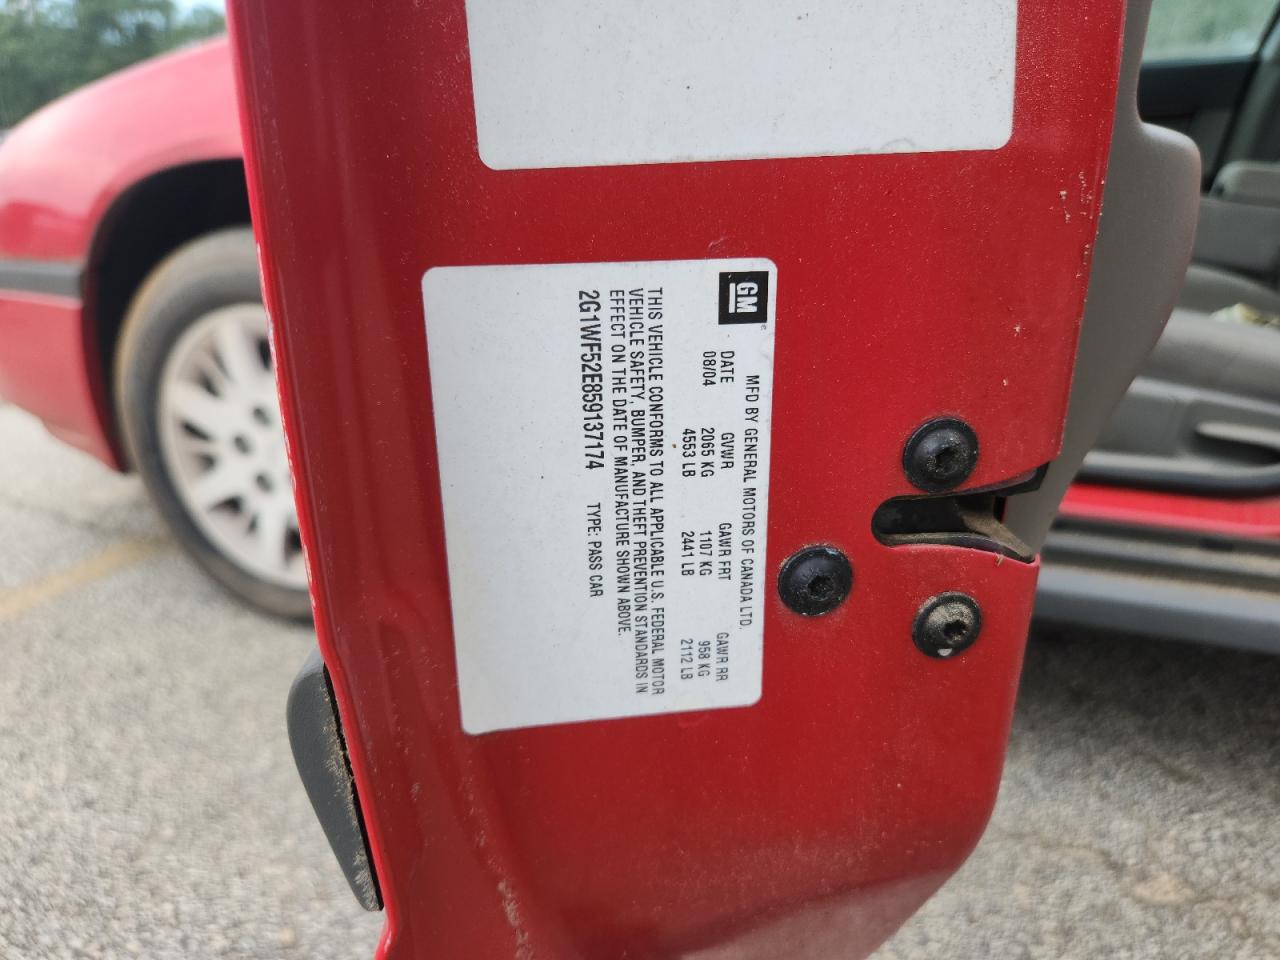 GM
MFD BY GENERAL MOTORS OF CANADA LTD.
DATE GVWR GAWR FRT GAWR RR
08/04 2065 KG 1107 KG 958 KG
4553 LB 2441 LB 2112 LB
THIS VEHICLE CONFORMS TO ALL APPLICABLE U.S. FEDERAL MOTOR
VEHICLE SAFETY, BUMPER, AND THEFT PREVENTION STANDARDS IN
EFFECT ON THE DATE OF MANUFACTURE SHOWN ABOVE.
2G1WF52E859137174 TYPE: PASS CAR